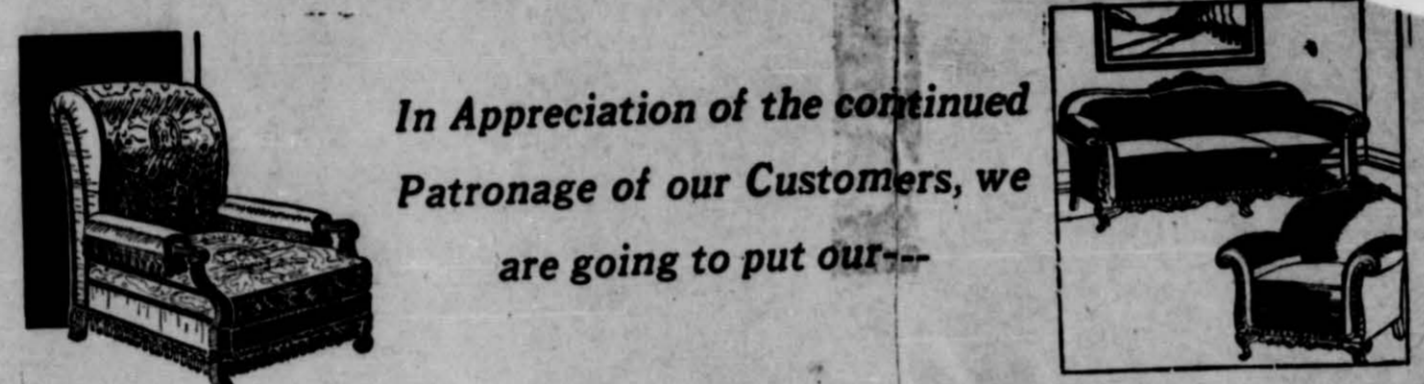 In Appreciation of the continued
Patronage of our Customers, we
are going to put our---